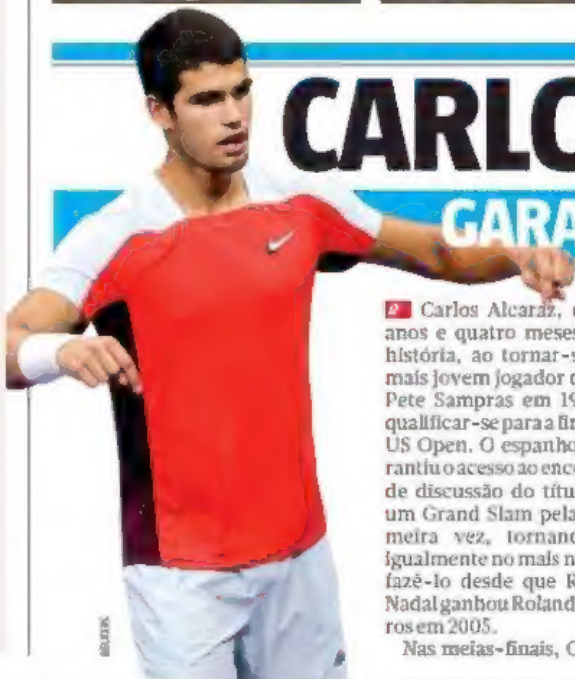 CARLO
GARA
Carlos Alcaraz,
anos e quatro meses
história, ao tornar-s
mais jovem jogador
Pete Sampras em 19
qualificar-se para a fi
US Open. O espanho
rantiu o acesso ao enco
de discussão do títu
um Grand Slam pela
meira vez, tornand
igualmente no mais n
fazê-lo desde que R
Nadal ganhou Roland
ros em 2005.
Nas meias-finais, C